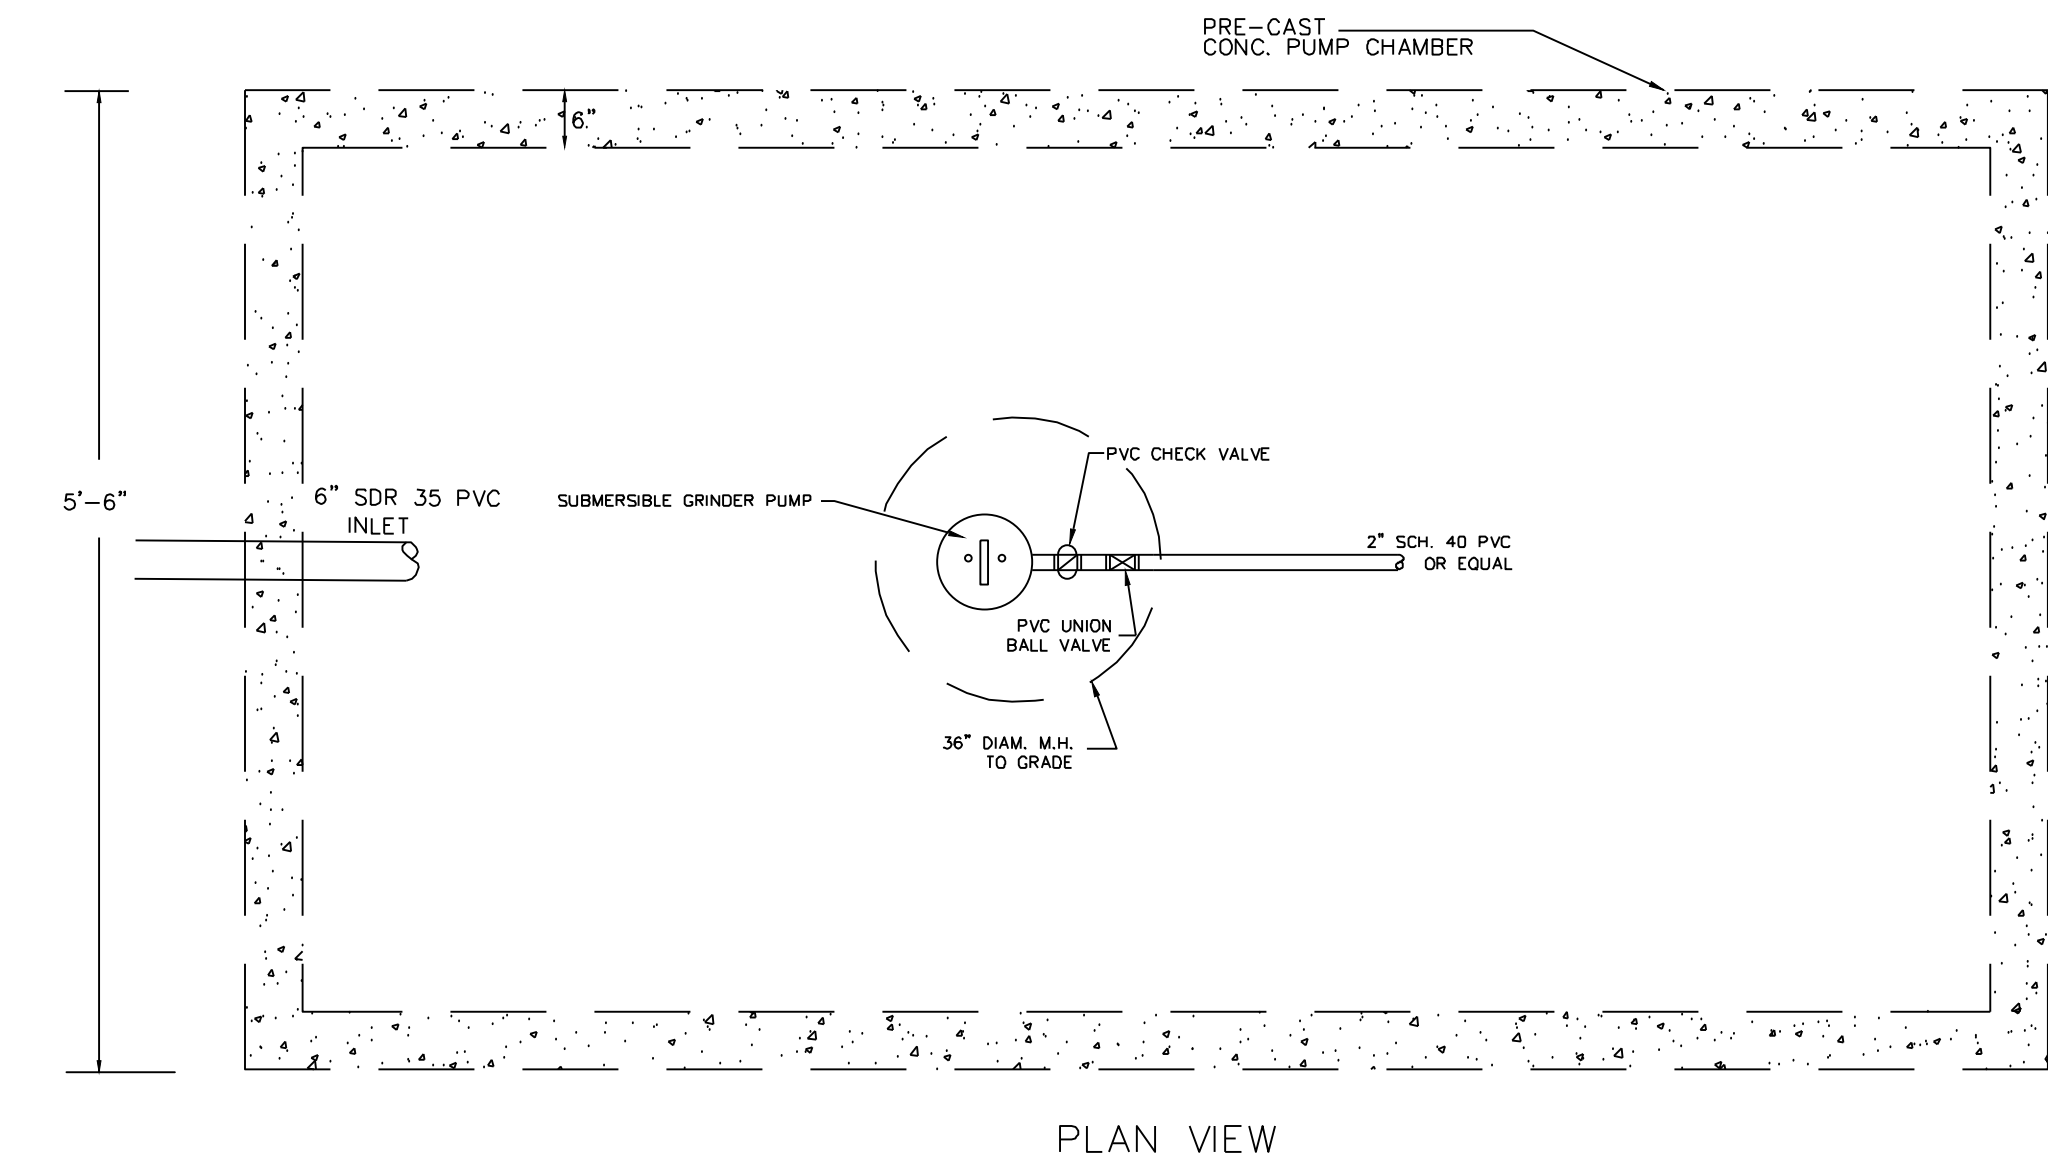 PRE-CAST
CONC. PUMP CHAMBER
6"
PVC CHECK VALVE
5'-6"
6" SDR 35 PVC
INLET
SUBMERSIBLE GRINDER PUMP
2" SCH. 40 PVC
OR EQUAL
PVC UNION
BALL VALVE
36" DIAM. M.H.
TO GRADE
PLAN VIEW